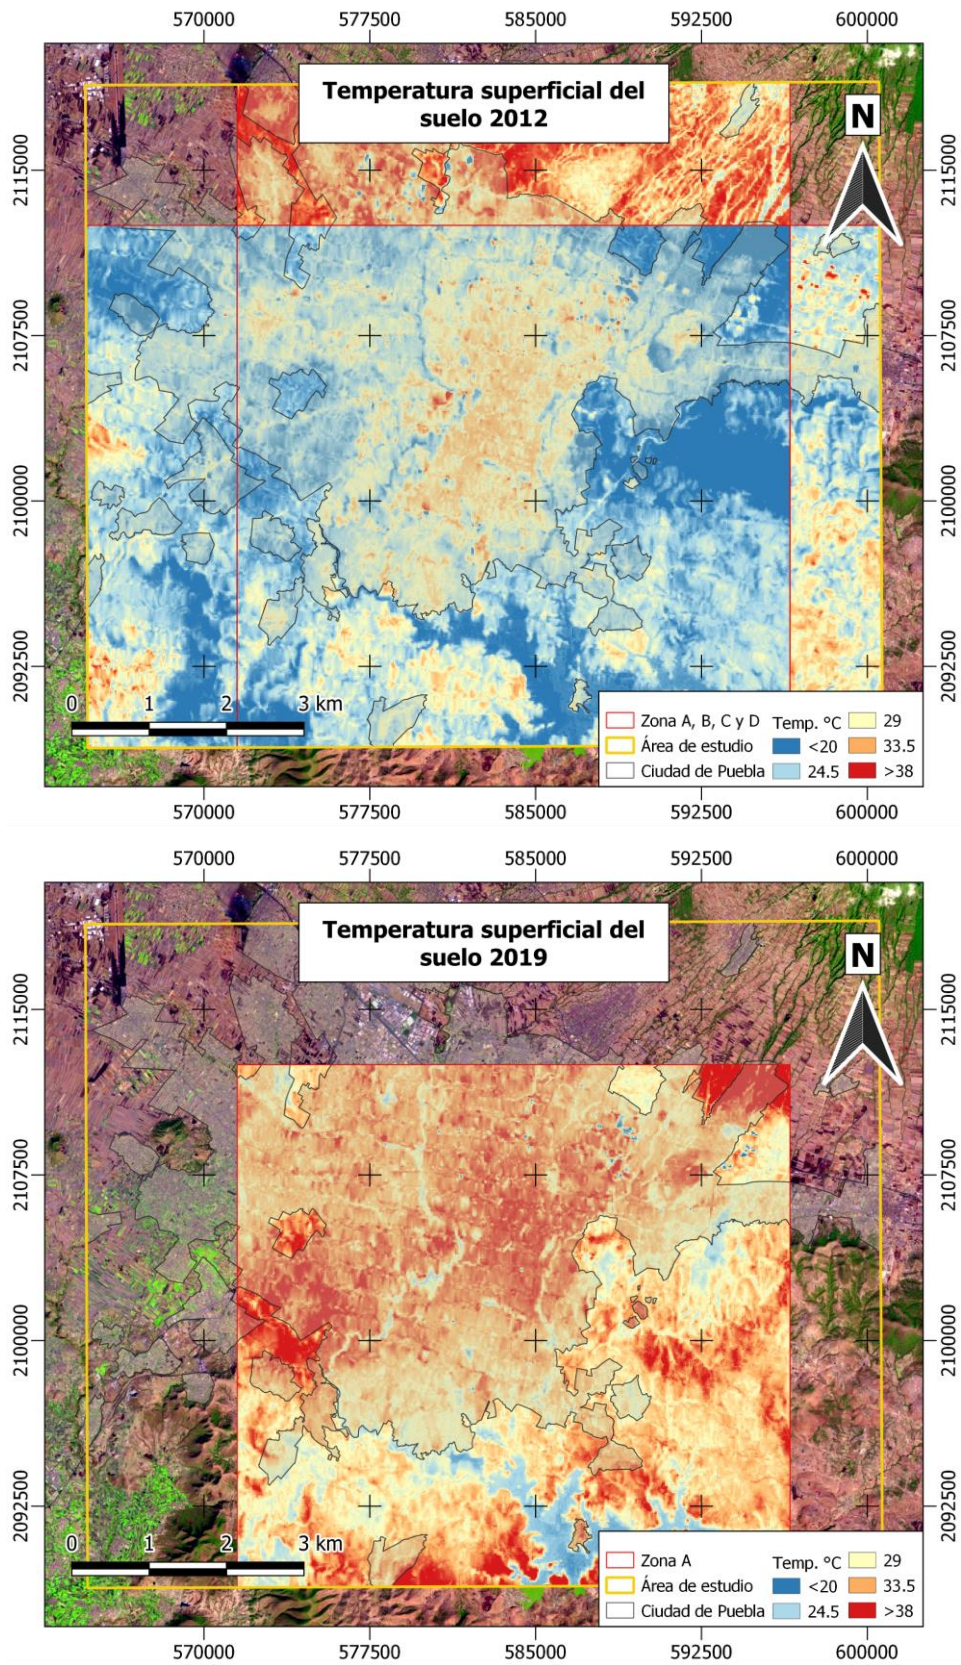 570000 577500 585000 592500 600000
Temperatura superficial del
suelo 2012
N
2115000 2115000
2107500 2107500
2100000 2100000
2092500 2092500
0 1 2 3 km
Zona A, B, C y D Temp. °C 29
Área de estudio <20 33.5
Ciudad de Puebla 24.5 >38
570000 577500 585000 592500 600000
570000 577500 585000 592500 600000
Temperatura superficial del
suelo 2019
N
2115000 2115000
2107500 2107500
2100000 2100000
2092500 2092500
0 1 2 3 km
Zona A Temp. °C 29
Área de estudio <20 33.5
Ciudad de Puebla 24.5 >38
570000 577500 585000 592500 600000